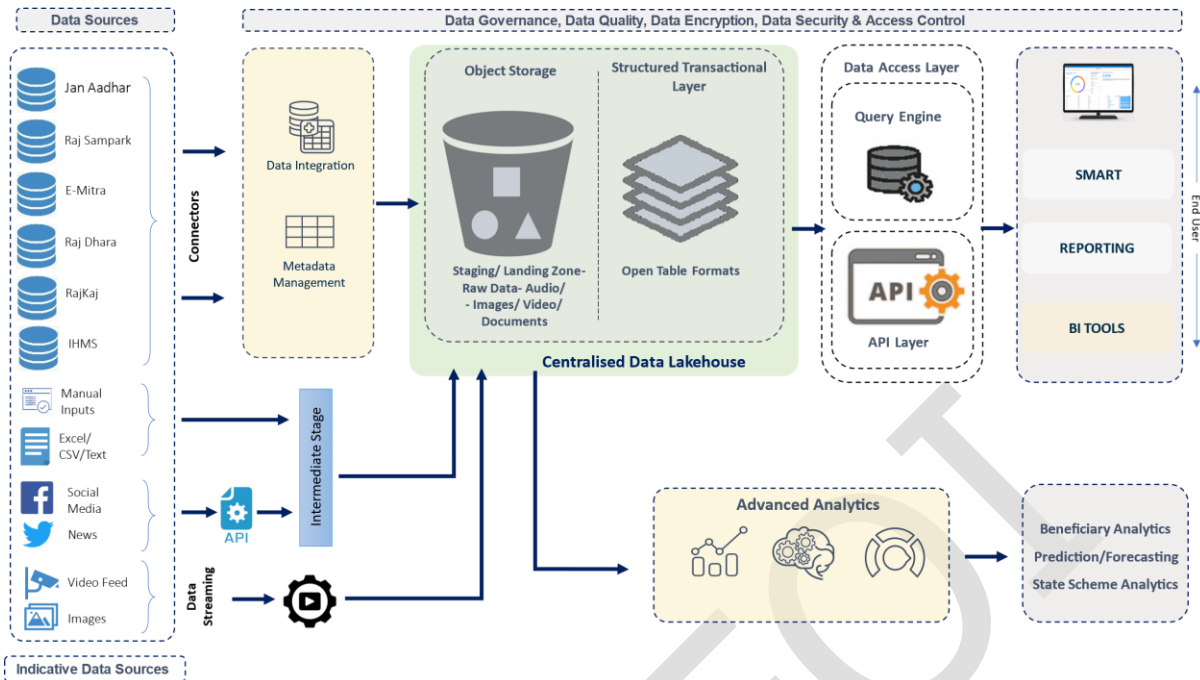 Data Sources
Data Governance, Data Quality, Data Encryption, Data Security & Access Control
Jan Aadhar
Raj Sampark
E-Mitra
Raj Dhara
RajKaj
IHMS
Manual
Inputs
Excel/
CSV/Text
Social
Media
News
Video Feed
Images
Indicative Data Sources
Connectors
Data
Streaming
API
Intermediate Stage
Data Integration
Metadata
Management
Object Storage
Staging/ Landing Zone-
Raw Data- Audio/
- Images/ Video/
Documents
Structured Transactional
Layer
Open Table Formats
Centralised Data Lakehouse
Data Access Layer
Query Engine
API
API Layer
SMART
REPORTING
BI TOOLS
End User
Advanced Analytics
Beneficiary Analytics
Prediction/Forecasting
State Scheme Analytics